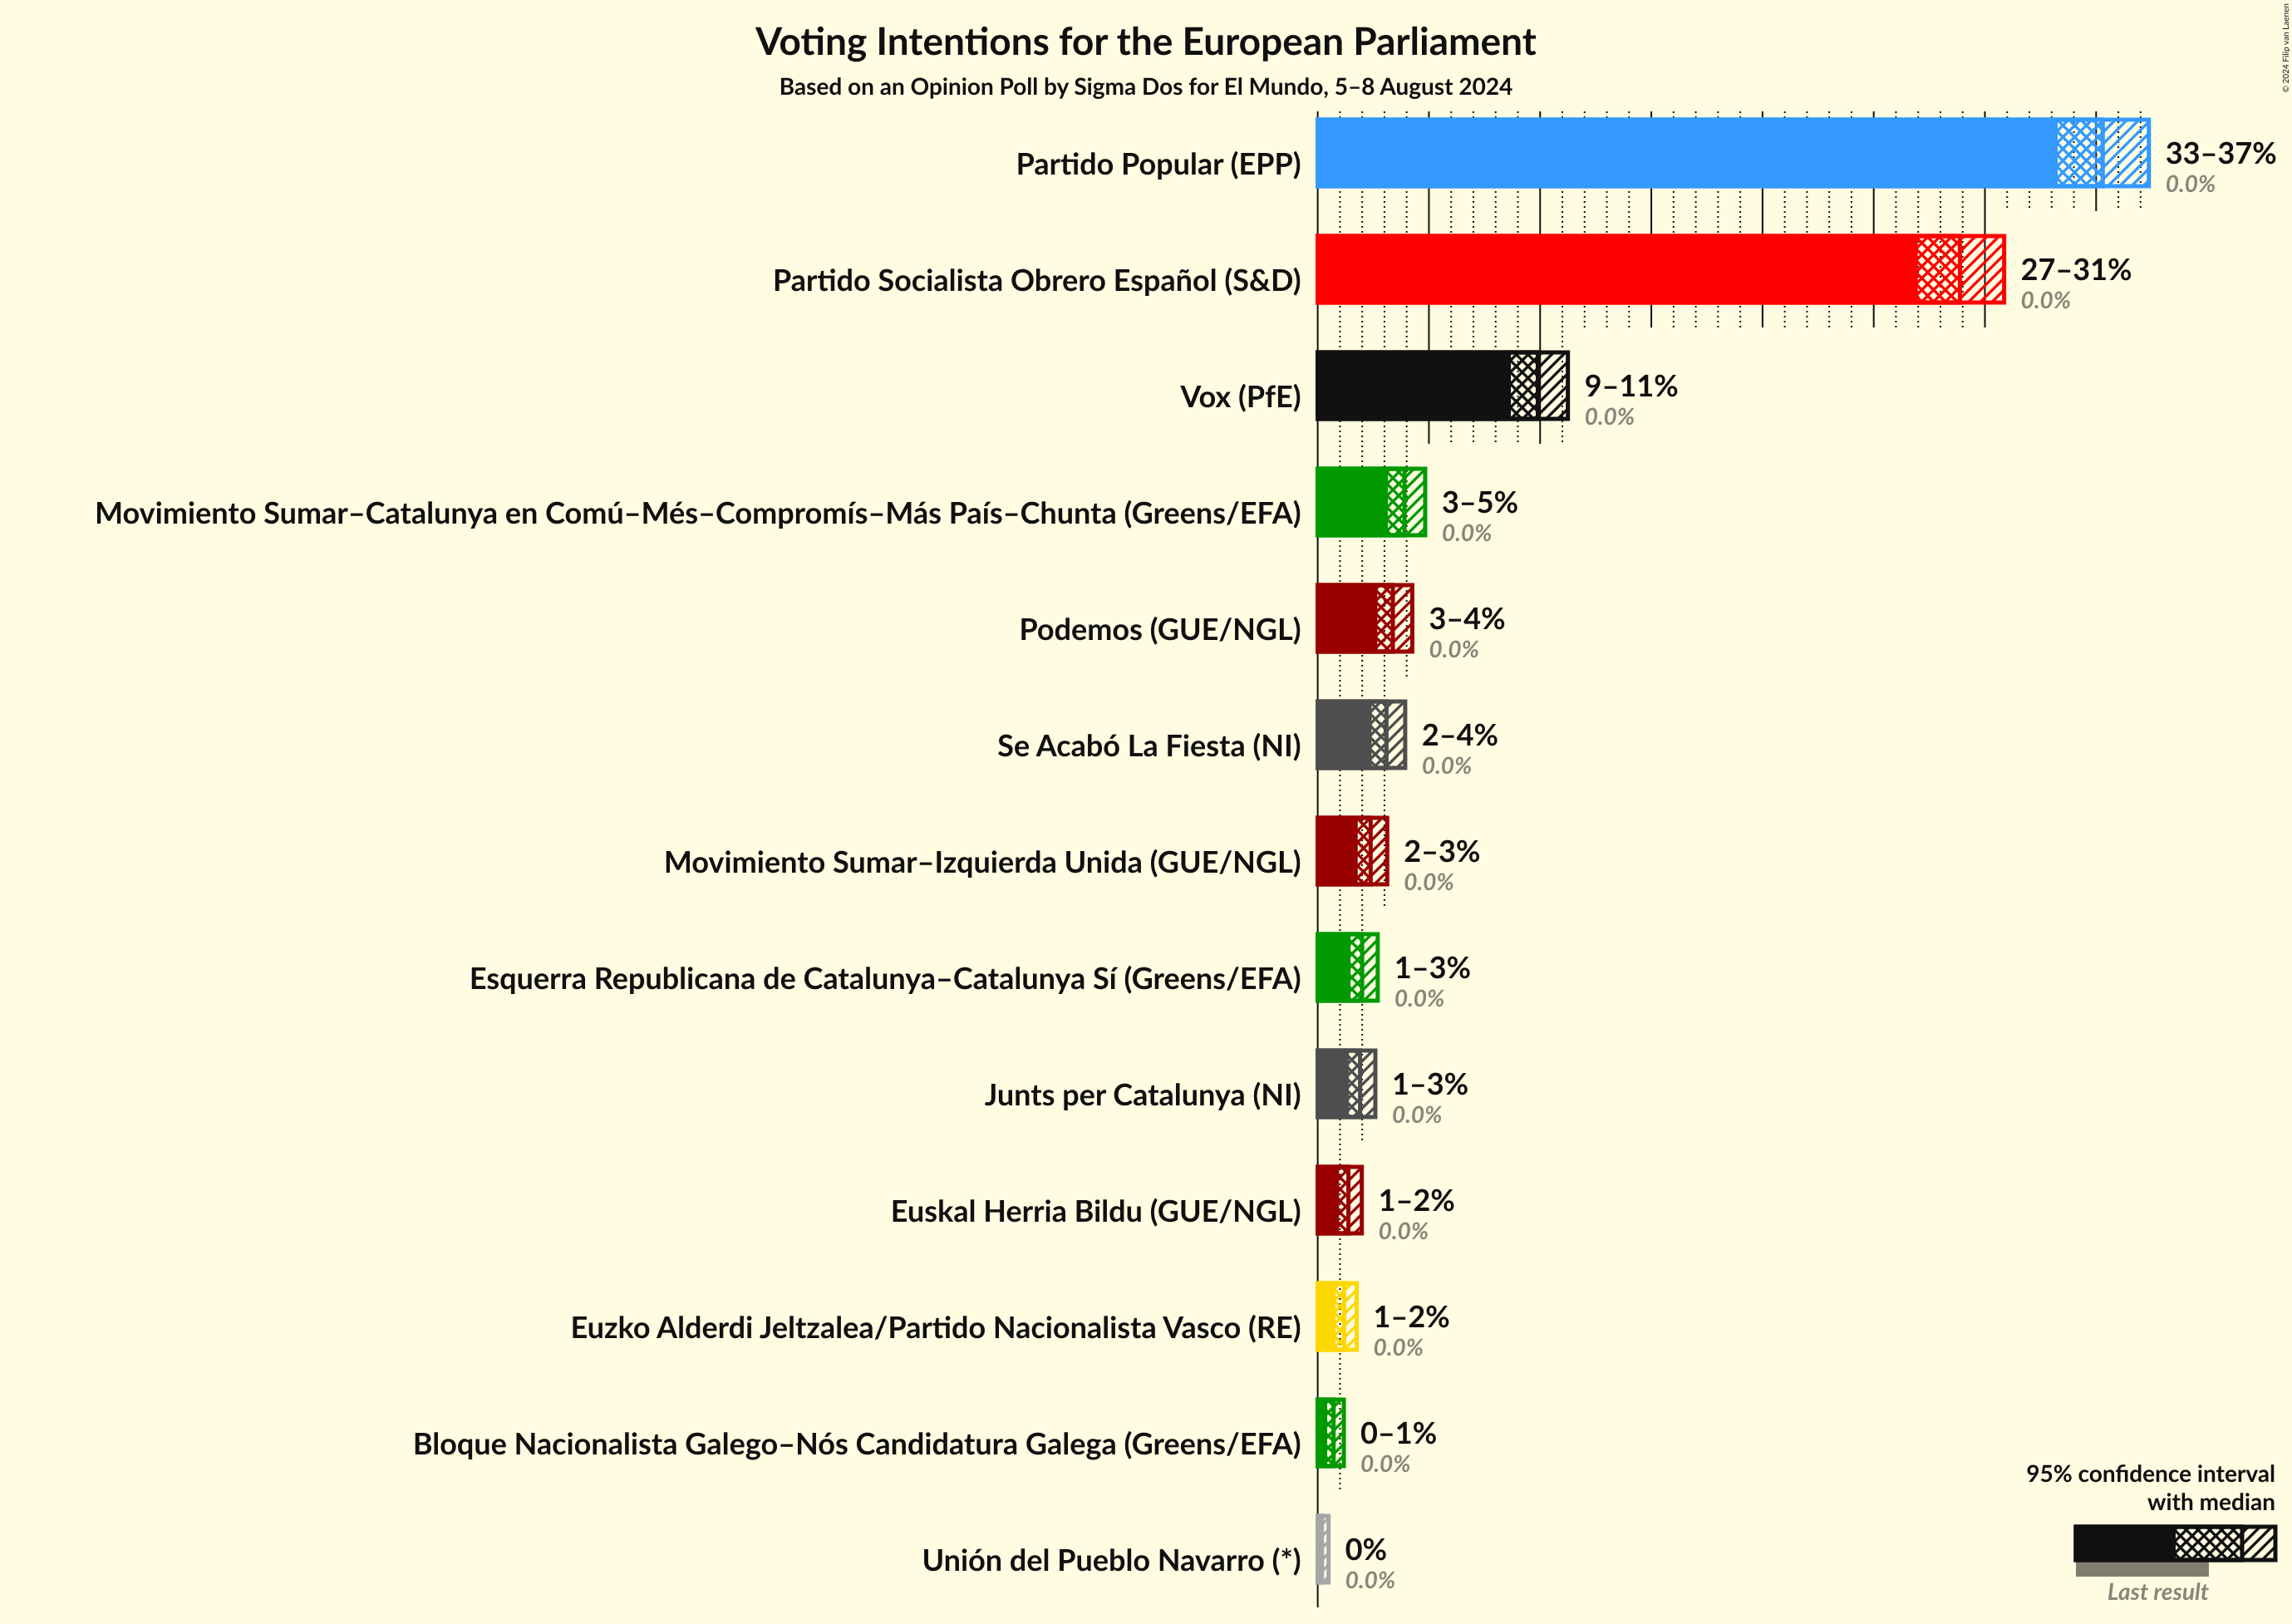 Voting Intentions for the European Parliament
Based on an Opinion Poll by Sigma Dos for El Mundo, 5–8 August 2024
© 2024 Filip van Laenen
Partido Popular (EPP)
33–37%
0.0%
Partido Socialista Obrero Español (S&D)
27–31%
0.0%
Vox (PfE)
9–11%
0.0%
Movimiento Sumar–Catalunya en Comú–Més–Compromís–Más País–Chunta (Greens/EFA)
3–5%
0.0%
Podemos (GUE/NGL)
3–4%
0.0%
Se Acabó La Fiesta (NI)
2–4%
0.0%
Movimiento Sumar–Izquierda Unida (GUE/NGL)
2–3%
0.0%
Esquerra Republicana de Catalunya–Catalunya Sí (Greens/EFA)
1–3%
0.0%
Junts per Catalunya (NI)
1–3%
0.0%
Euskal Herria Bildu (GUE/NGL)
1–2%
0.0%
Euzko Alderdi Jeltzalea/Partido Nacionalista Vasco (RE)
1–2%
0.0%
Bloque Nacionalista Galego–Nós Candidatura Galega (Greens/EFA)
0–1%
0.0%
Unión del Pueblo Navarro (*)
0%
0.0%
95% confidence interval
with median
Last result